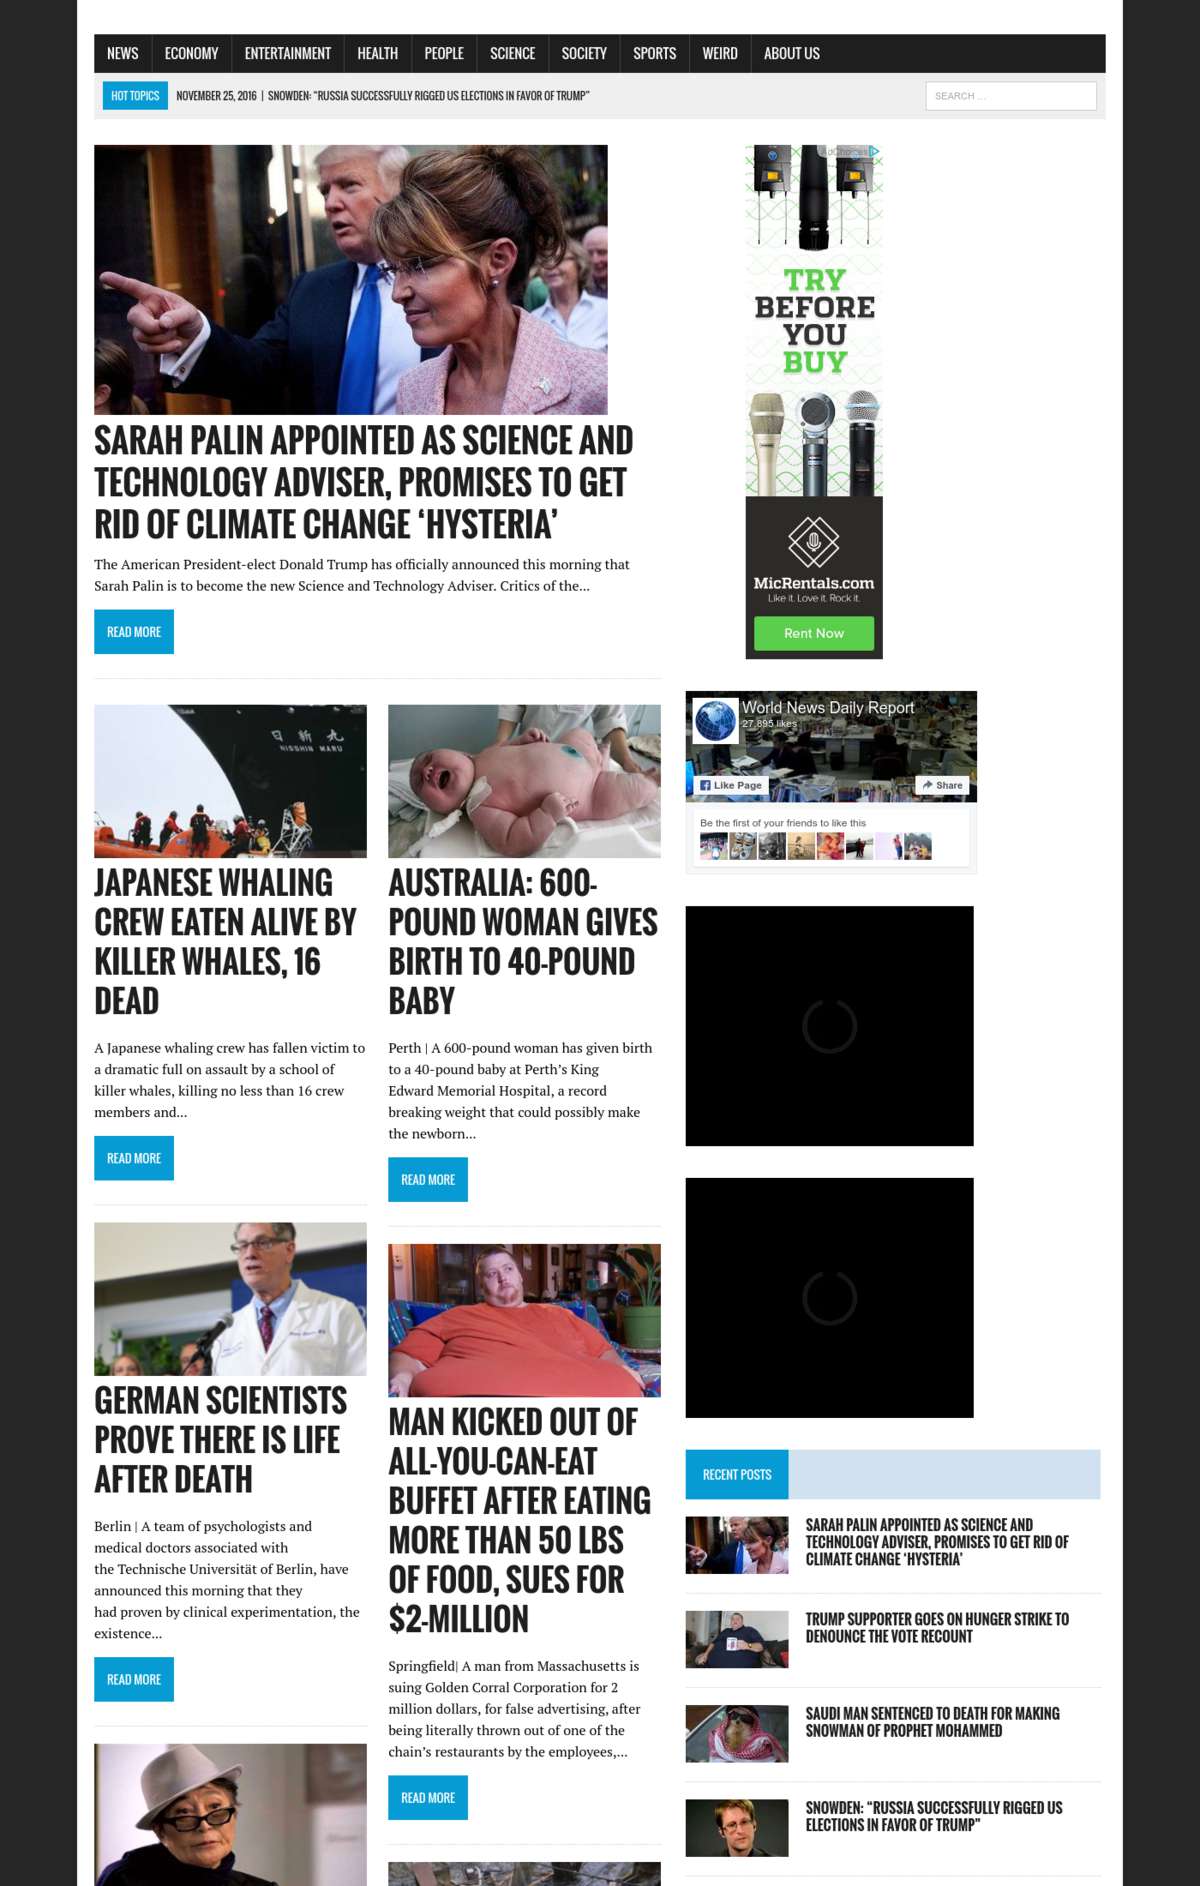 NEWS
ECONOMY
ENTERTAINMENT
HEALTH
PEOPLE
SCIENCE
SOCIETY
SPORTS
WEIRD
ABOUT US
HOT TOPICS
NOVEMBER 25, 2016 | SNOWDEN: “RUSSIA SUCCESSFULLY RIGGED US ELECTIONS IN FAVOR OF TRUMP”
SEARCH …
SARAH PALIN APPOINTED AS SCIENCE AND
TECHNOLOGY ADVISER, PROMISES TO GET
RID OF CLIMATE CHANGE ‘HYSTERIA’
The American President-elect Donald Trump has officially announced this morning that
Sarah Palin is to become the new Science and Technology Adviser. Critics of the...
READ MORE
日新丸
NISSHIN MARU
JAPANESE WHALING
CREW EATEN ALIVE BY
KILLER WHALES, 16
DEAD
A Japanese whaling crew has fallen victim to
a dramatic full on assault by a school of
killer whales, killing no less than 16 crew
members and...
READ MORE
GERMAN SCIENTISTS
PROVE THERE IS LIFE
AFTER DEATH
Berlin | A team of psychologists and
medical doctors associated with
the Technische Universität of Berlin, have
announced this morning that they
had proven by clinical experimentation, the
existence...
READ MORE
AUSTRALIA: 600-
POUND WOMAN GIVES
BIRTH TO 40-POUND
BABY
Perth | A 600-pound woman has given birth
to a 40-pound baby at Perth’s King
Edward Memorial Hospital, a record
breaking weight that could possibly make
the newborn...
READ MORE
MAN KICKED OUT OF
ALL-YOU-CAN-EAT
BUFFET AFTER EATING
MORE THAN 50 LBS
OF FOOD, SUES FOR
$2-MILLION
Springfield| A man from Massachusetts is
suing Golden Corral Corporation for 2
million dollars, for false advertising, after
being literally thrown out of one of the
chain’s restaurants by the employees,...
READ MORE
AdChoices
TRY
BEFORE
YOU
BUY
MicRentals.com
Like it. Love it. Rock it.
Rent Now
World News Daily Report
27,895 likes
Like Page
Share
Be the first of your friends to like this
RECENT POSTS
SARAH PALIN APPOINTED AS SCIENCE AND
TECHNOLOGY ADVISER, PROMISES TO GET RID OF
CLIMATE CHANGE ‘HYSTERIA’
TRUMP SUPPORTER GOES ON HUNGER STRIKE TO
DENOUNCE THE VOTE RECOUNT
SAUDI MAN SENTENCED TO DEATH FOR MAKING
SNOWMAN OF PROPHET MOHAMMED
SNOWDEN: “RUSSIA SUCCESSFULLY RIGGED US
ELECTIONS IN FAVOR OF TRUMP”